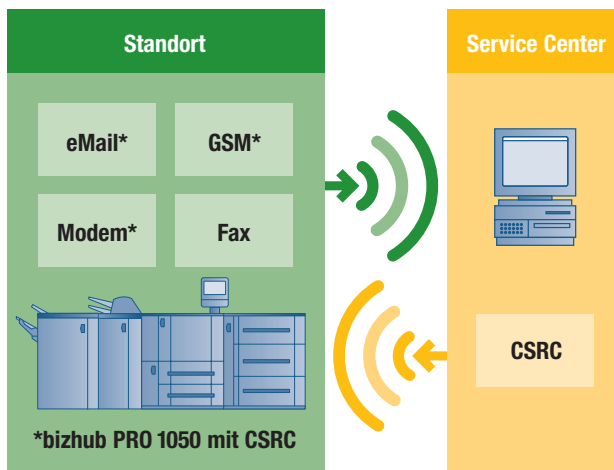 Standort
Service Center
eMail*
GSM*
Modem*
Fax
CSRC
*bizhub PRO 1050 mit CSRC